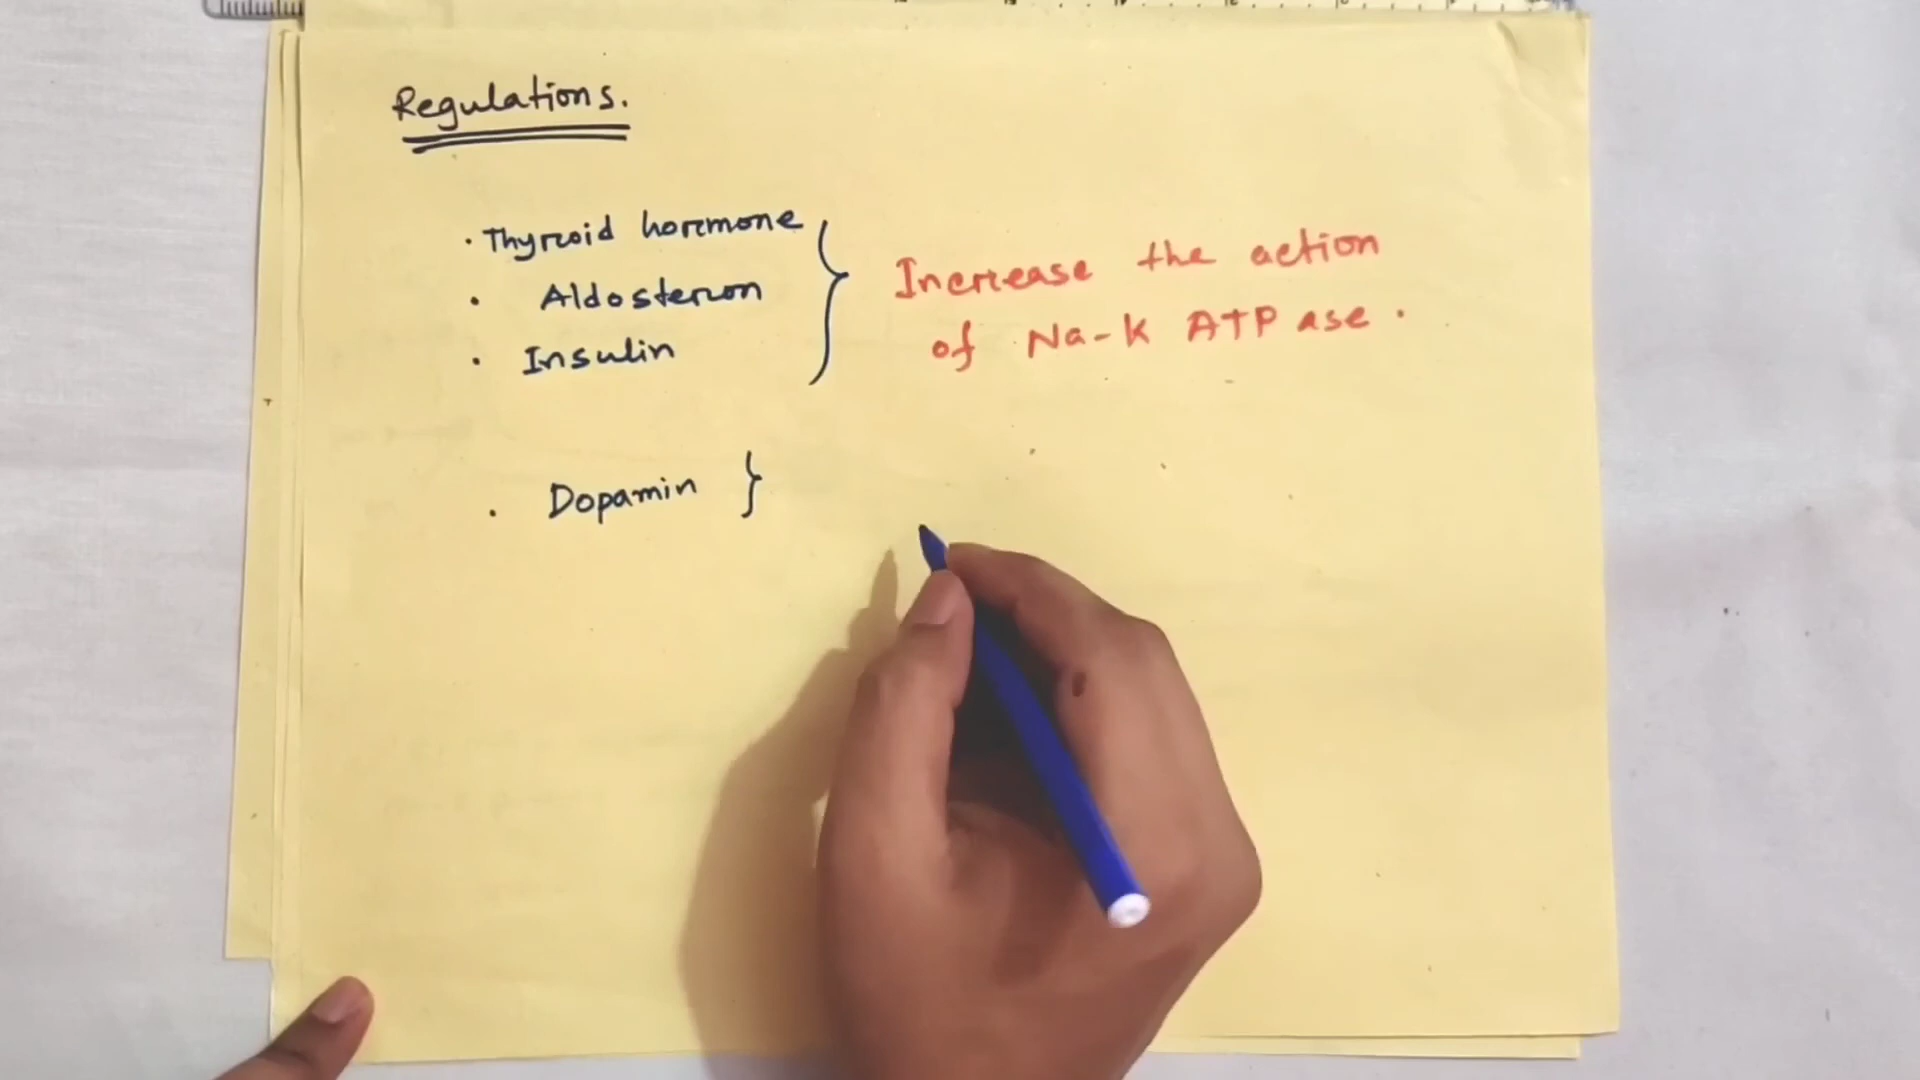 Regulations.
· Thyroid hormone
· Aldosteron
· Insulin
Increase the action
of Na-K ATPase.
· Dopamin